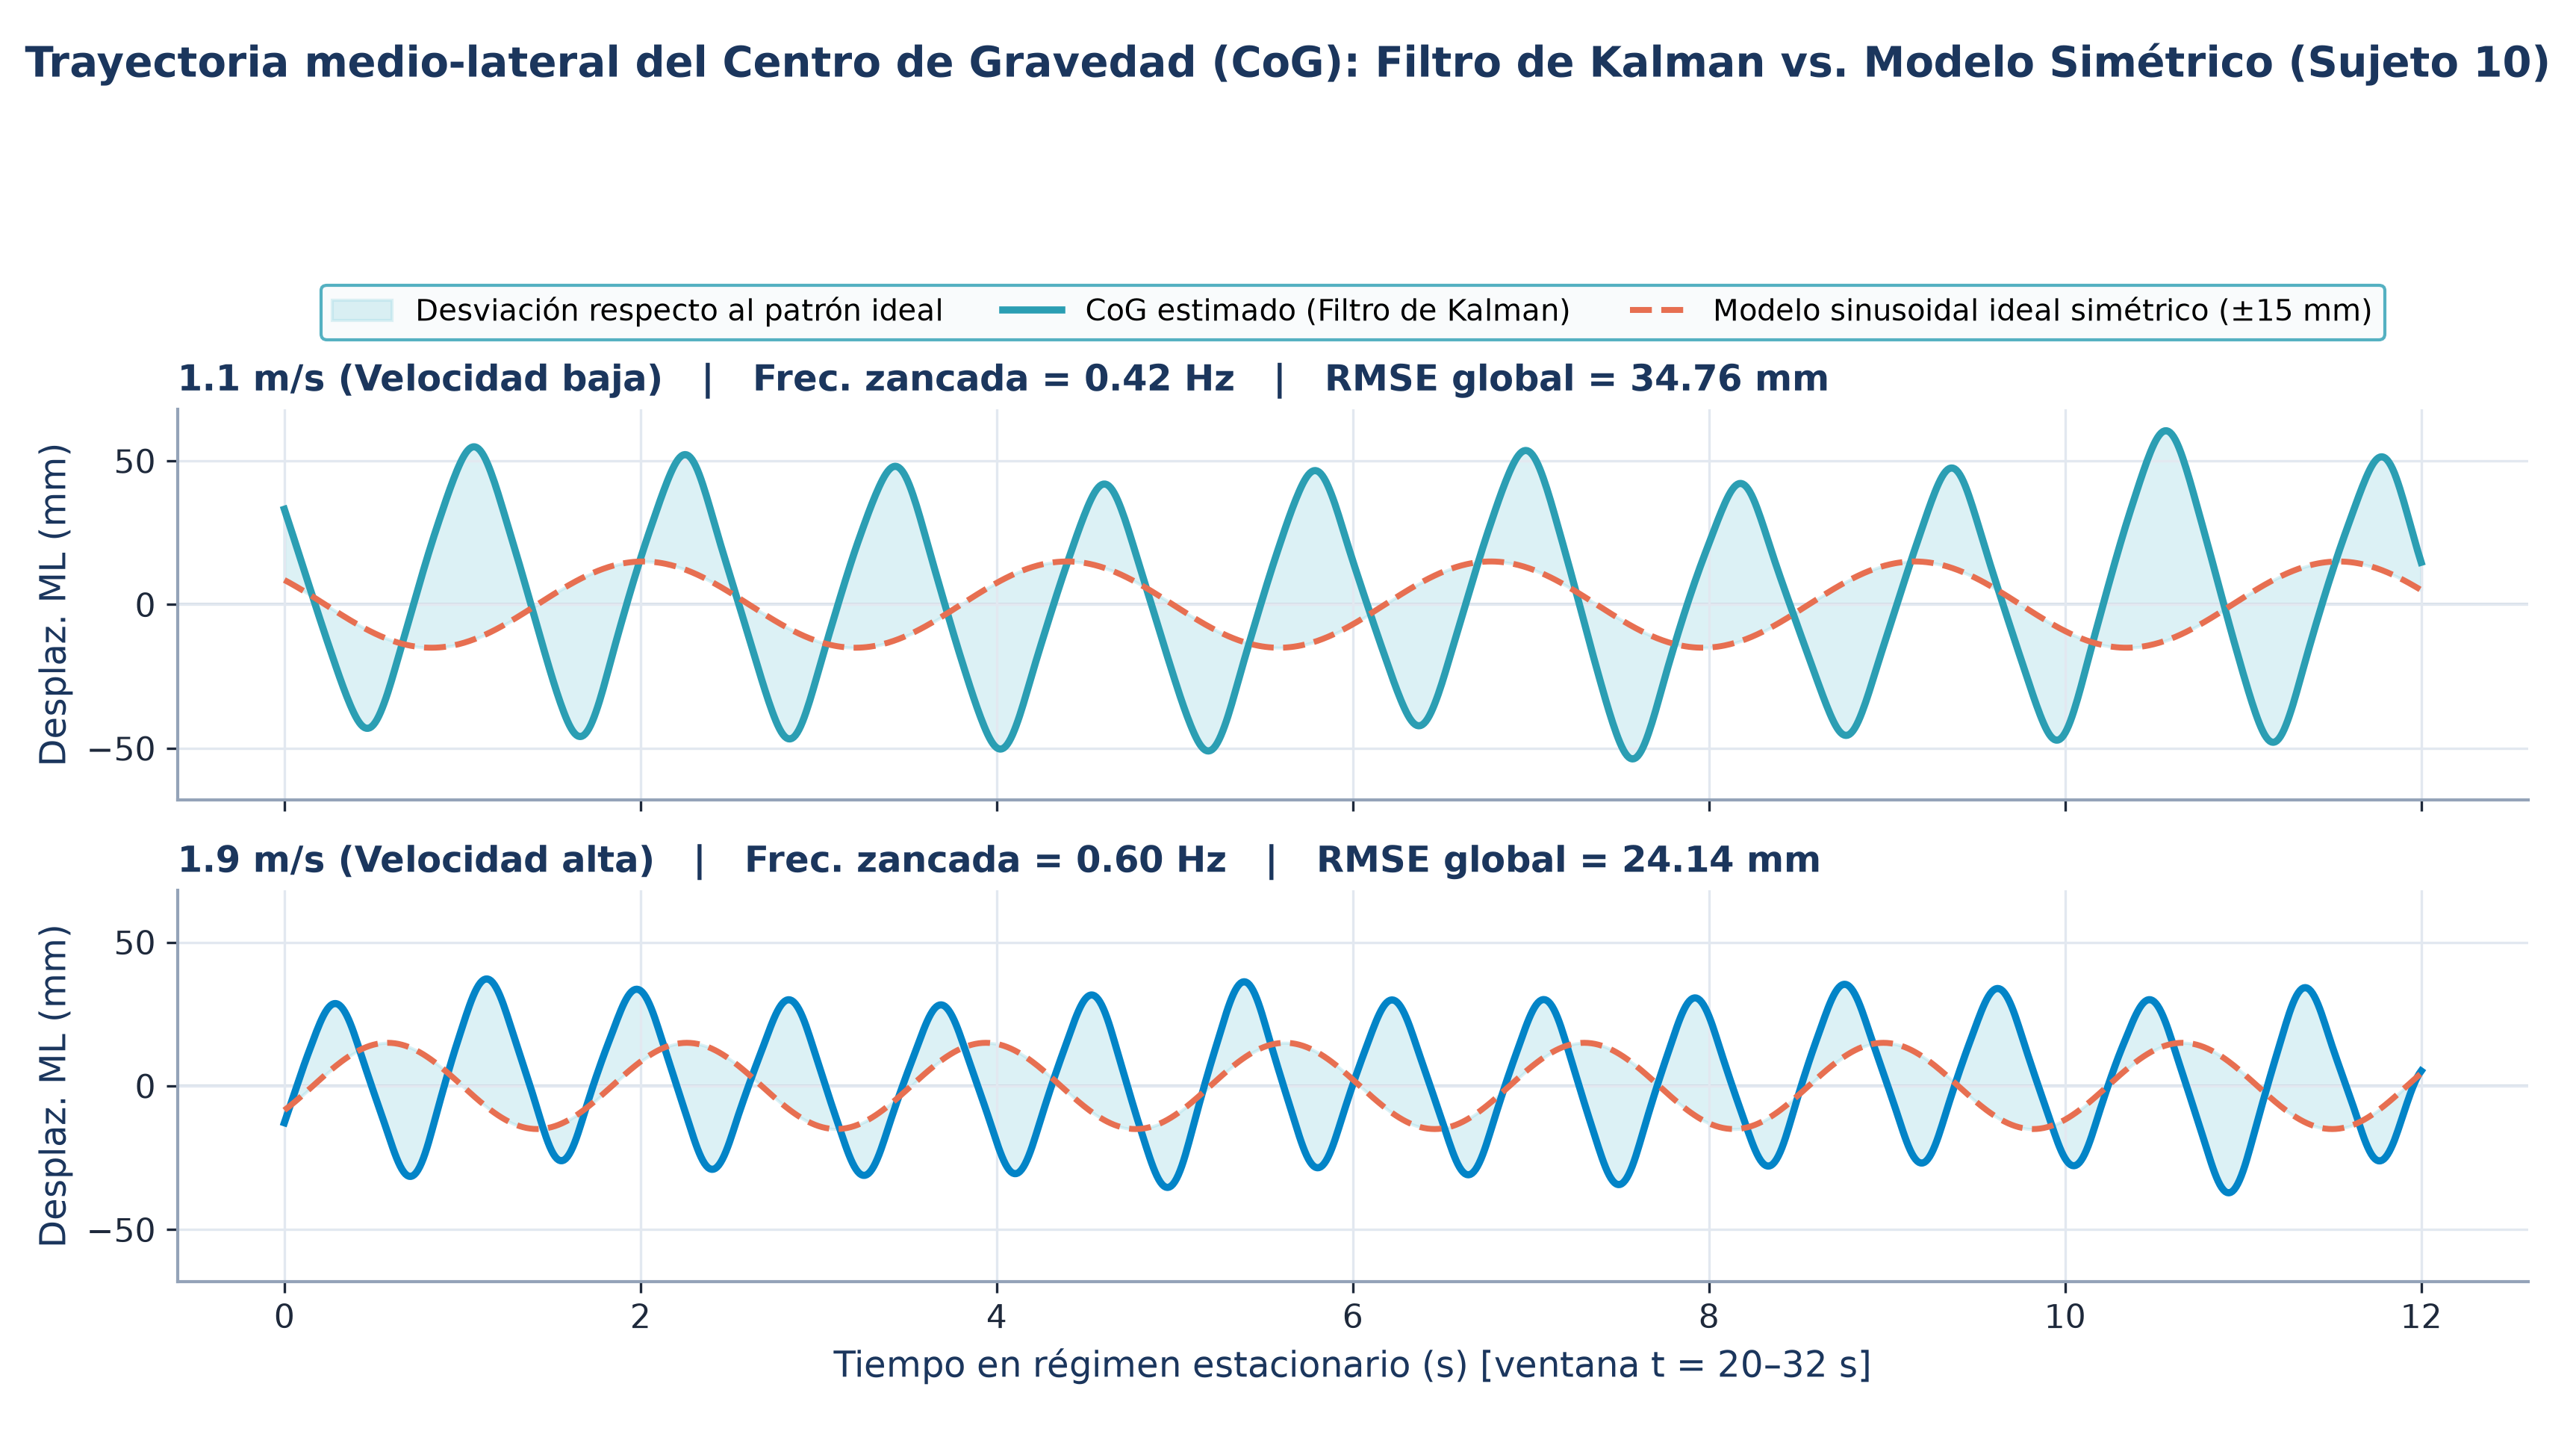 Trayectoria medio-lateral del Centro de Gravedad (CoG): Filtro de Kalman vs. Modelo Simétrico (Sujeto 10)
Desviación respecto al patrón ideal
CoG estimado (Filtro de Kalman)
Modelo sinusoidal ideal simétrico (±15 mm)
1.1 m/s (Velocidad baja) | Frec. zancada = 0.42 Hz | RMSE global = 34.76 mm
Desplaz. ML (mm)
50
0
−50
1.9 m/s (Velocidad alta) | Frec. zancada = 0.60 Hz | RMSE global = 24.14 mm
Desplaz. ML (mm)
50
0
−50
0 2 4 6 8 10 12
Tiempo en régimen estacionario (s) [ventana t = 20–32 s]